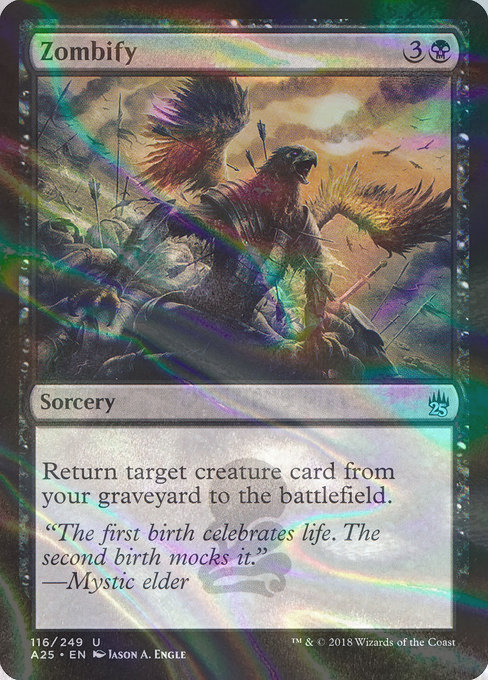 Zombify 3
Sorcery
25
Return target creature card from
your graveyard to the battlefield.
“The first birth celebrates life. The
second birth mocks it.”
—Mystic elder
116/249 U
™ & © 2018 Wizards of the Coast
A25 • EN Jason A. Engle